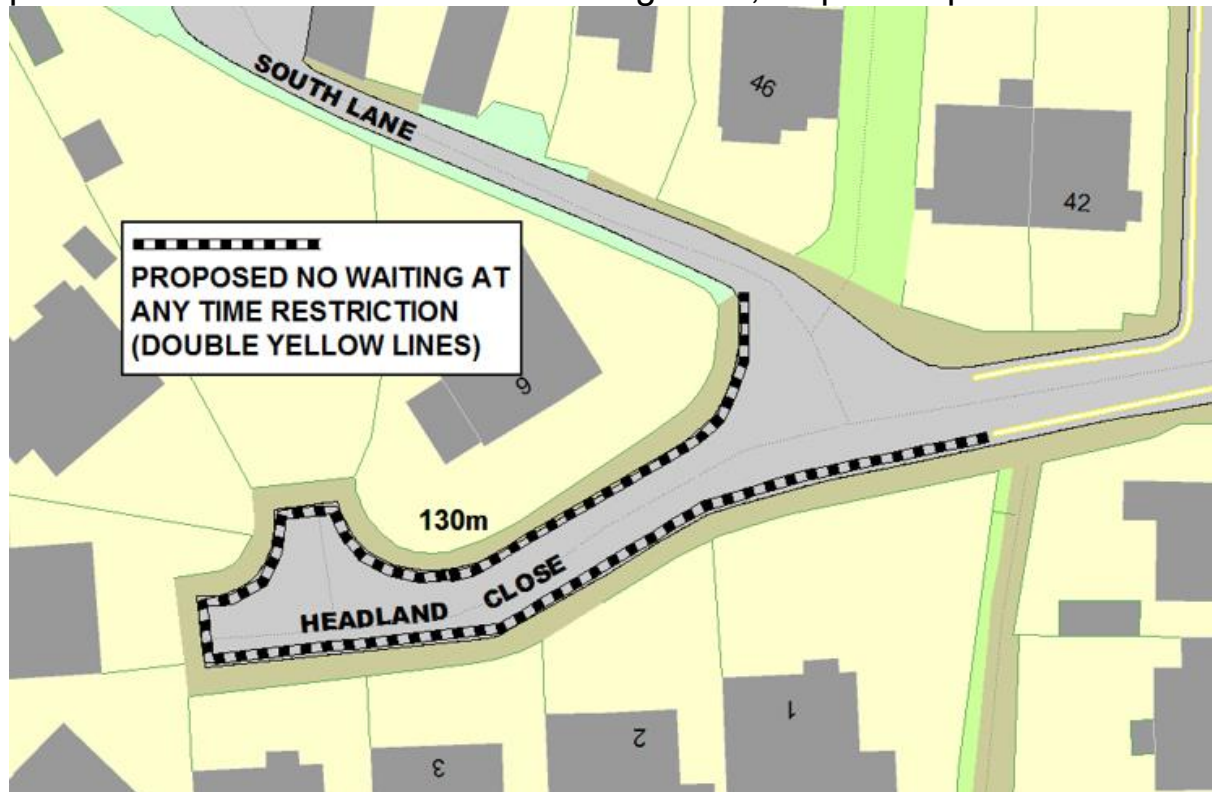 SOUTH LANE
46
42
PROPOSED NO WAITING AT
ANY TIME RESTRICTION
(DOUBLE YELLOW LINES)
9
130m
HEADLAND CLOSE
1
2
3